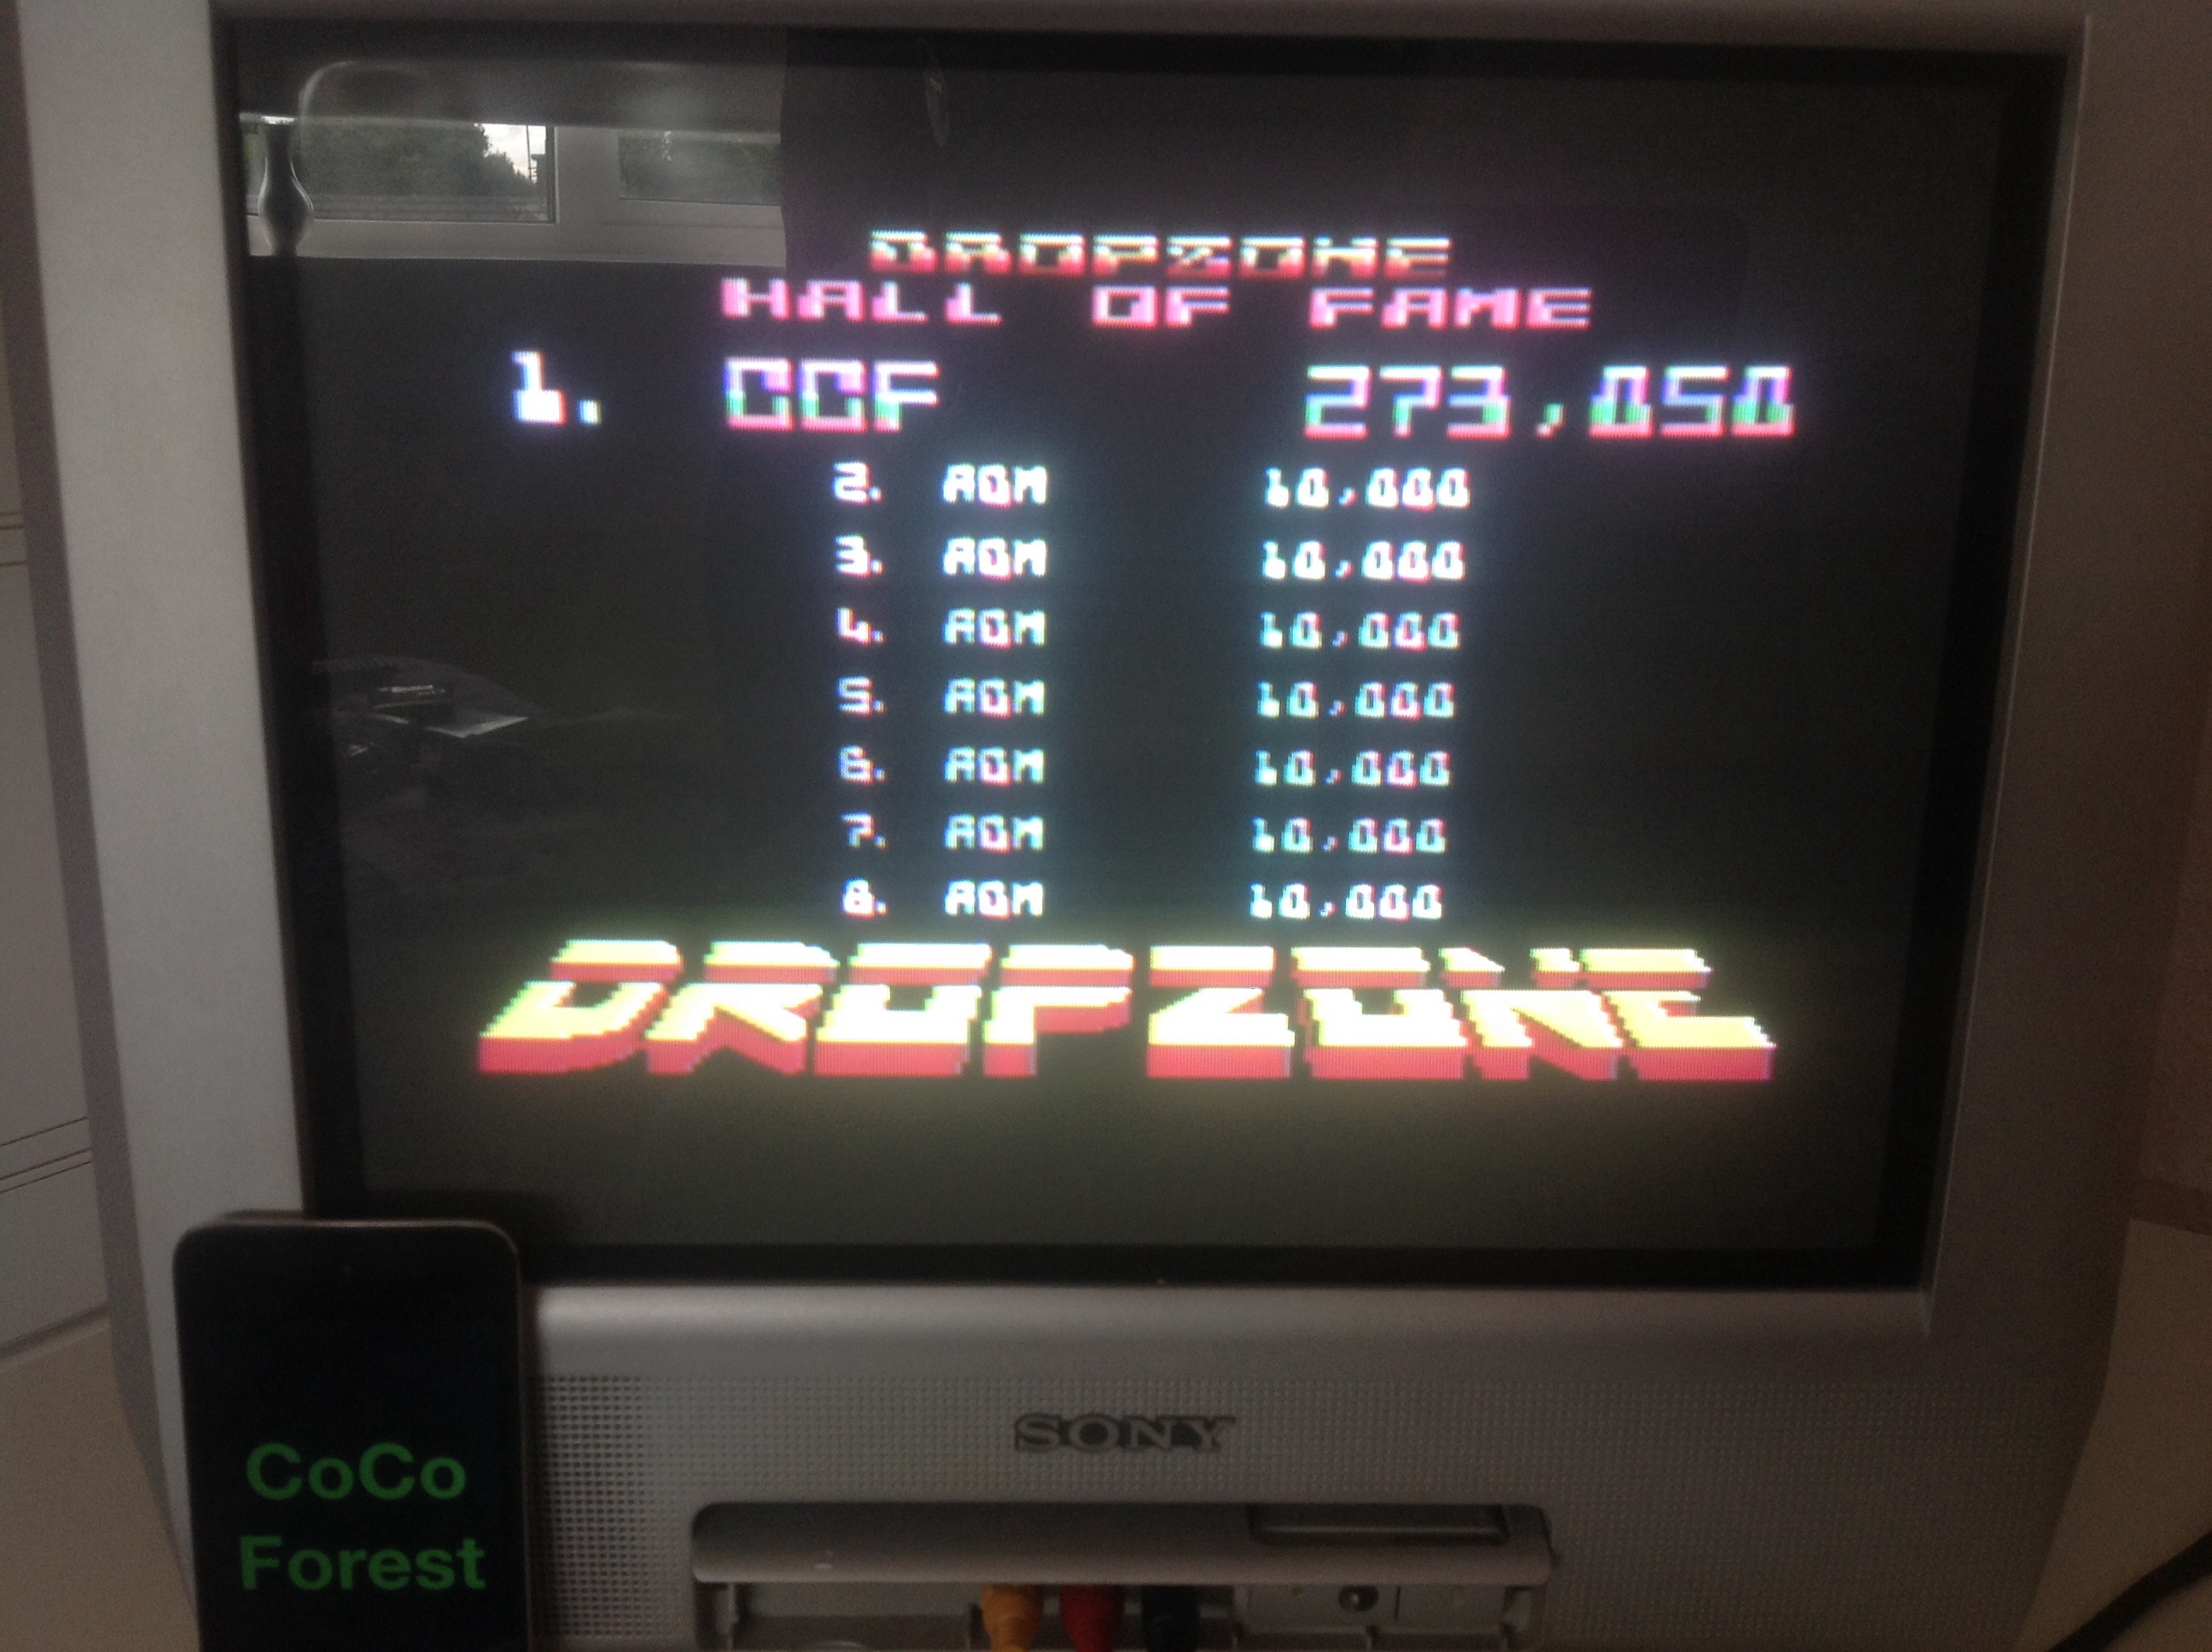 DROPZONE
HALL OF FAME
1. CCF 273,050
2. AGM 10,000
3. AGM 10,000
4. AGM 10,000
5. AGM 10,000
6. AGM 10,000
7. AGM 10,000
8. AGM 10,000
DROPZONE
SONY
CoCo
Forest